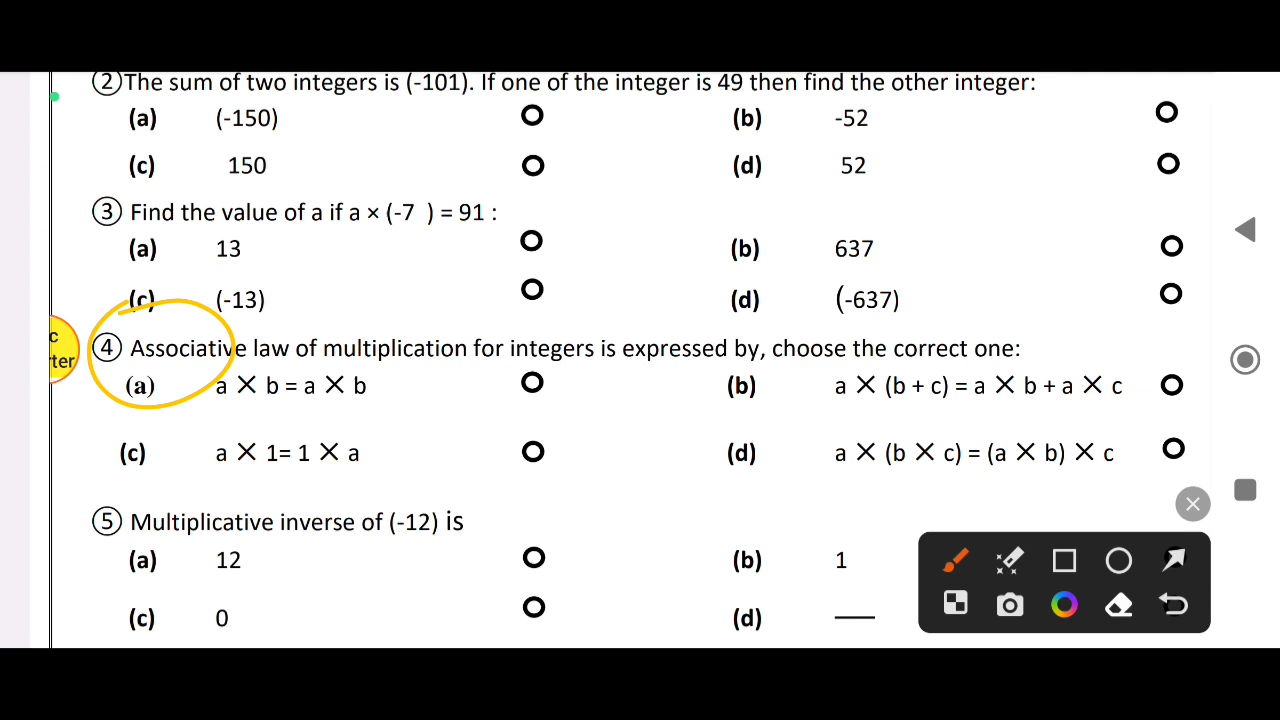 ②The sum of two integers is (-101). If one of the integer is 49 then find the other integer:
(a) (-150) (b) -52
(c) 150 (d) 52
③ Find the value of a if a × (-7 ) = 91 :
(a) 13 (b) 637
(c) (-13) (d) (-637)
c
ter
④ Associative law of multiplication for integers is expressed by, choose the correct one:
(a) a × b = a × b (b) a × (b + c) = a × b + a × c
(c) a × 1= 1 × a (d) a × (b × c) = (a × b) × c
⑤ Multiplicative inverse of (-12) is
(a) 12 (b) 1
(c) 0 (d)